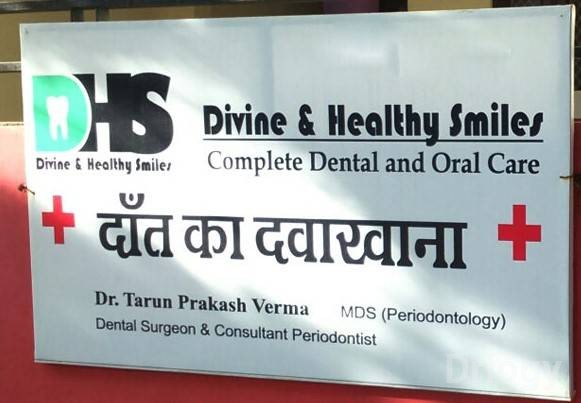 DHS
Divine & Healthy Smiles
Divine & Healthy Smiles
Complete Dental and Oral Care
दाँत का दवाखाना
Dr. Tarun Prakash Verma MDS (Periodontology)
Dental Surgeon & Consultant Periodontist